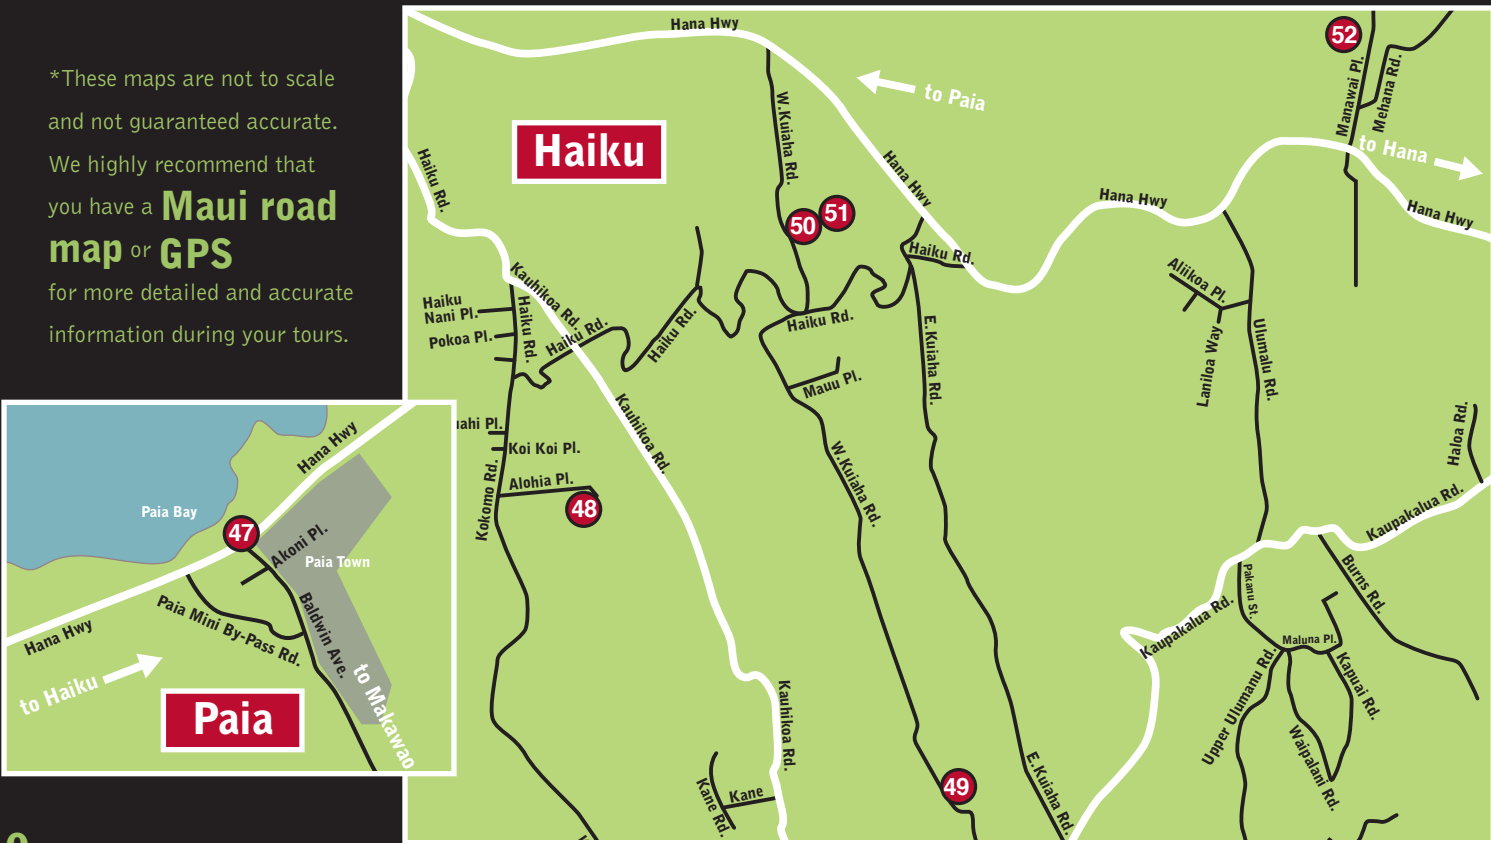 *These maps are not to scale
and not guaranteed accurate.
We highly recommend that
you have a Maui road
map or GPS
for more detailed and accurate
information during your tours.
Haiku
Hana Hwy
to Paia
W.Kuiaha Rd.
Hana Hwy
52
Manawai Pl.
Mehana Rd.
to Hana
Hana Hwy
Hana Hwy
Haiku Rd.
50
51
Haiku Rd.
Kauhikoa Rd.
Haiku
Nani Pl.
Haiku Rd.
Pokoa Pl.
Haiku Rd.
Haiku Rd.
Haiku Rd.
E.Kuiaha Rd.
Aliikoa Pl.
Laniloa Way
Ulumalu Rd.
Mauu Pl.
Kauhikoa Rd.
uahi Pl.
Koi Koi Pl.
Alohia Pl.
48
Kokomo Rd.
W.Kuiaha Rd.
Haloa Rd.
Kaupakalua Rd.
Burns Rd.
Pakanu St.
Kaupakalua Rd.
Maluna Pl.
Kapuai Rd.
Upper Ulumanu Rd.
Waipalani Rd.
Kauhikoa Rd.
Kane Rd.
Kane
49
E.Kuiaha Rd.
Hana Hwy
Paia Bay
47
Akoni Pl.
Paia Town
Baldwin Ave.
Paia Mini By-Pass Rd.
Hana Hwy
to Haiku
to Makawao
Paia